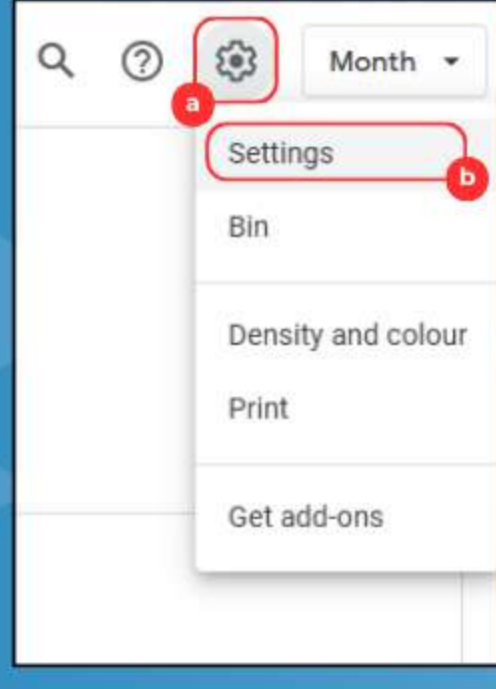 Month
a
Settings
b
Bin
Density and colour
Print
Get add-ons